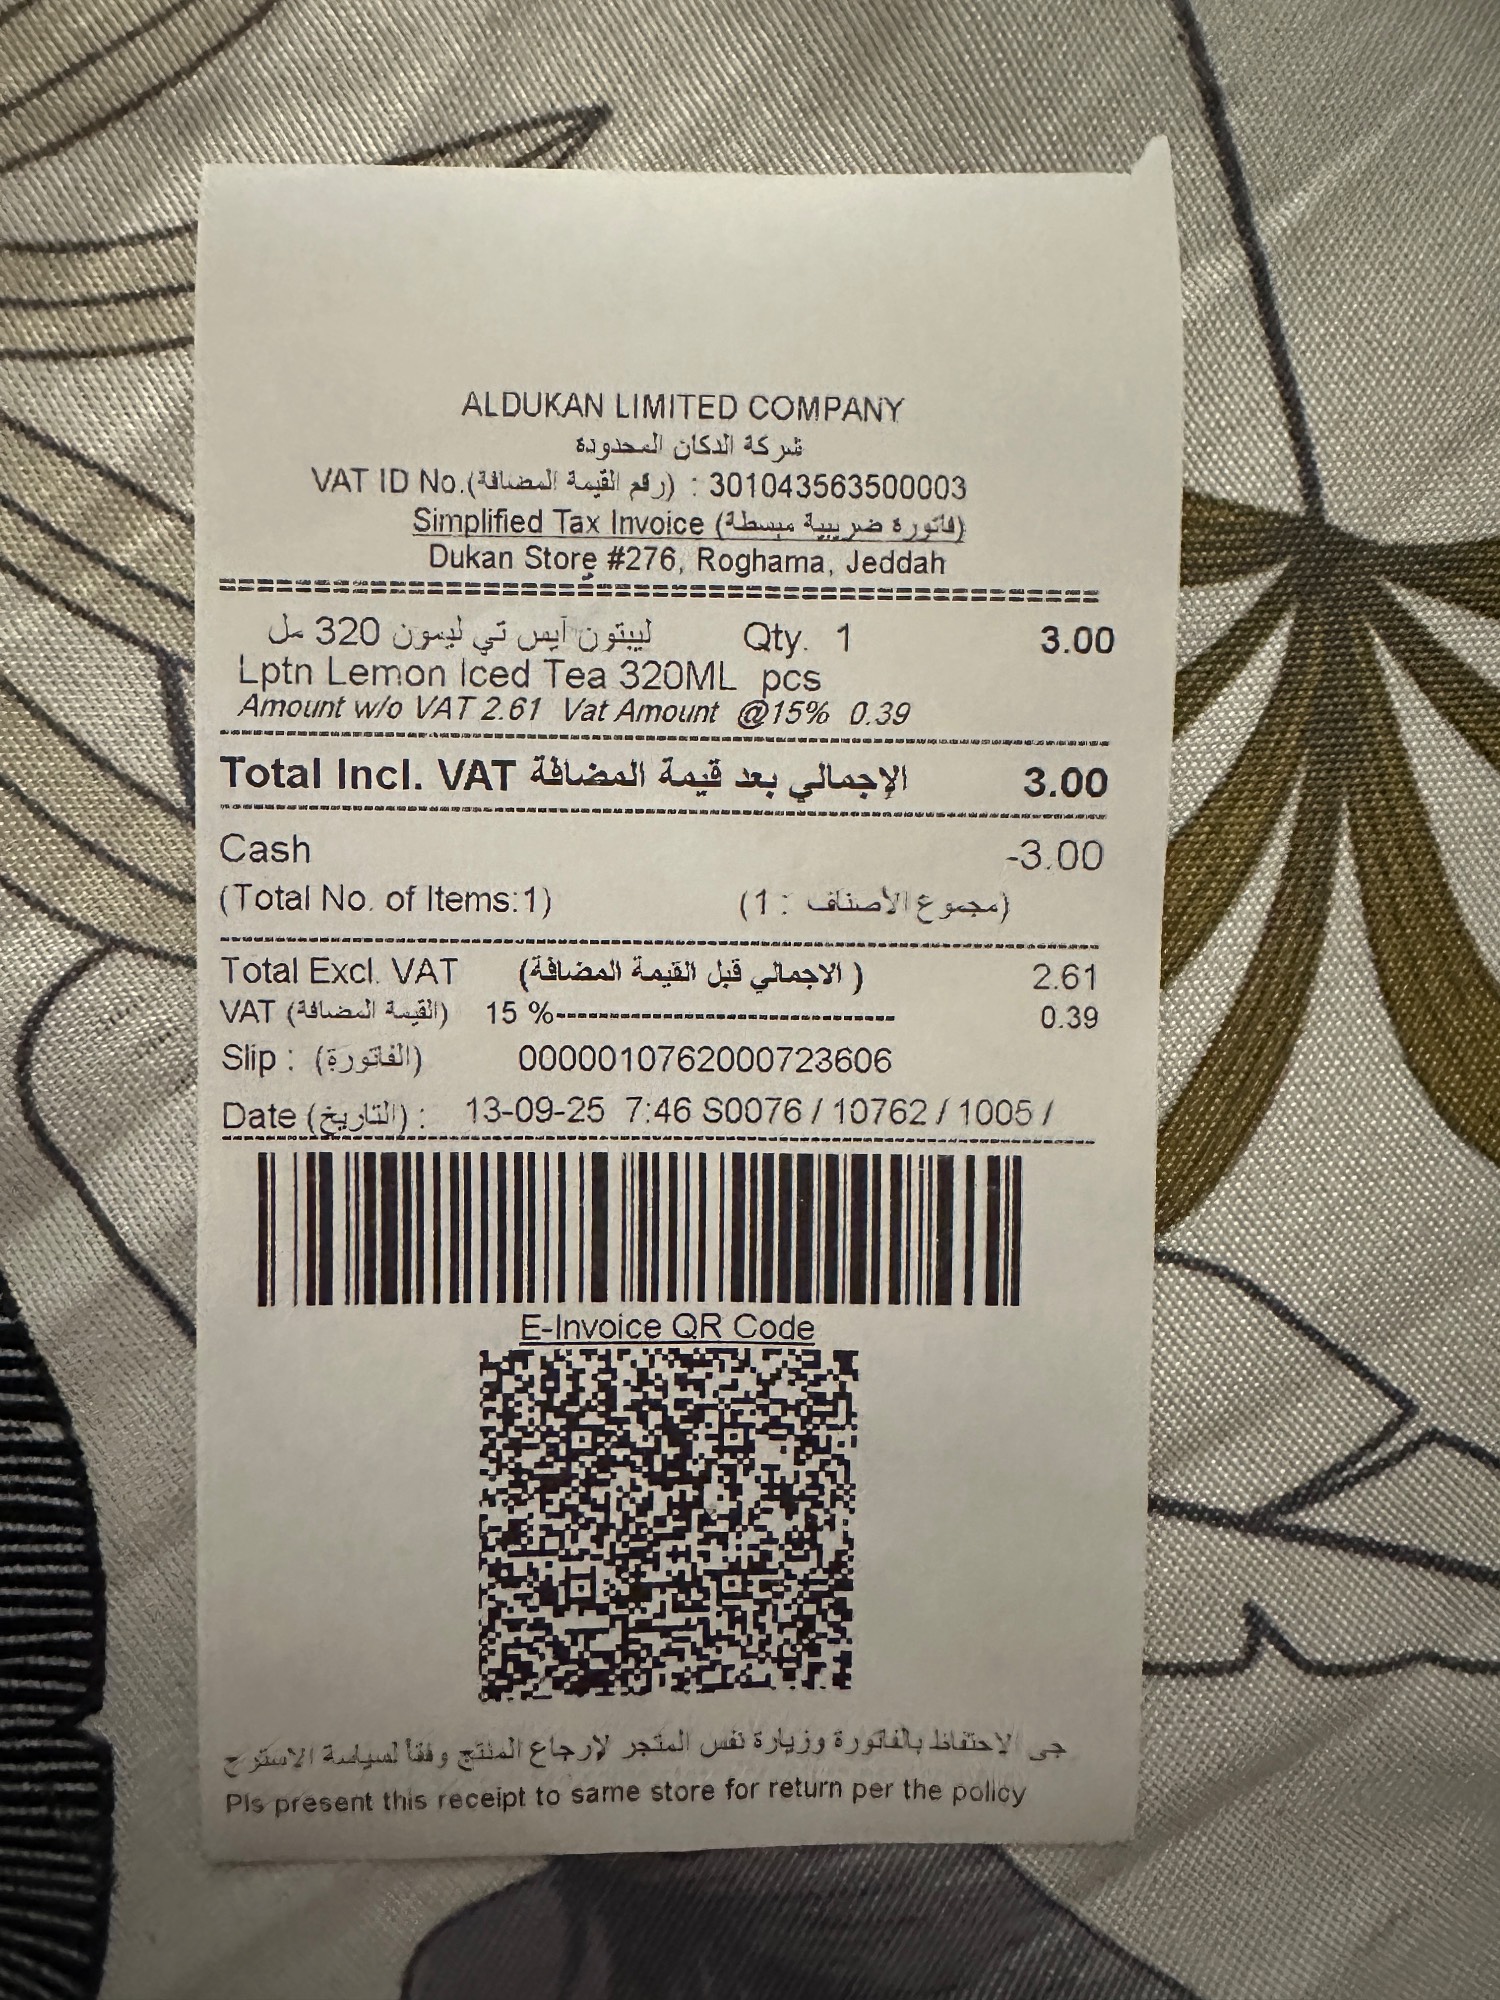 ALDUKAN LIMITED COMPANY
شركة الدكان المحدودة
VAT ID No.(رقم القيمة المضافة) : 301043563500003
Simplified Tax Invoice (فاتورة ضريبية مبسطة)
Dukan Store #276, Roghama, Jeddah
ليبتون آيس تي ليمون 320 مل Qty. 1 3.00
Lptn Lemon Iced Tea 320ML pcs
Amount w/o VAT 2.61 Vat Amount @15% 0.39
Total Incl. VAT الإجمالي بعد قيمة المضافة 3.00
Cash -3.00
(Total No. of Items:1) (مجموع الأصناف : 1)
Total Excl. VAT (الاجمالي قبل القيمة المضافة) 2.61
VAT (القيمة المضافة) 15 %---------------------------------- 0.39
Slip : (الفاتورة) 0000010762000723606
Date (التاريخ) : 13-09-25 7:46 S0076 / 10762 / 1005 /
E-Invoice QR Code
جى الاحتفاظ بالفاتورة وزيارة نفس المتجر لإرجاع المنتج وفقاً لسياسة الاسترج
Pls present this receipt to same store for return per the policy